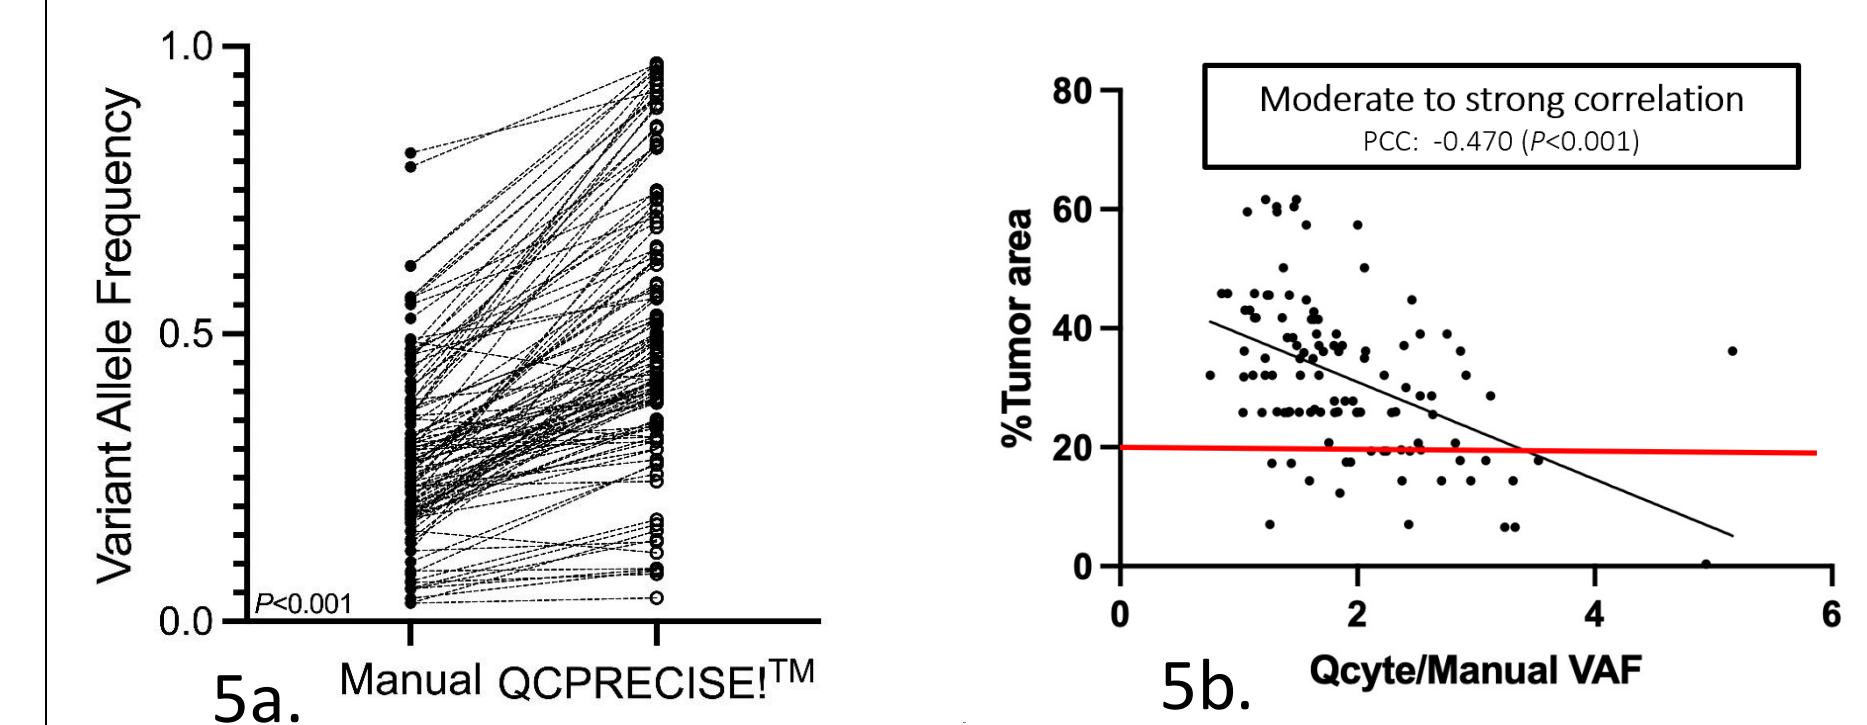 1.0
0.5
0.0
Variant Allele Frequency
P<0.001
Manual QCPRECISE!TM
5a.
Moderate to strong correlation
PCC: -0.470 (P<0.001)
80
60
40
20
0
%Tumor area
0 2 4 6
Qcyte/Manual VAF
5b.